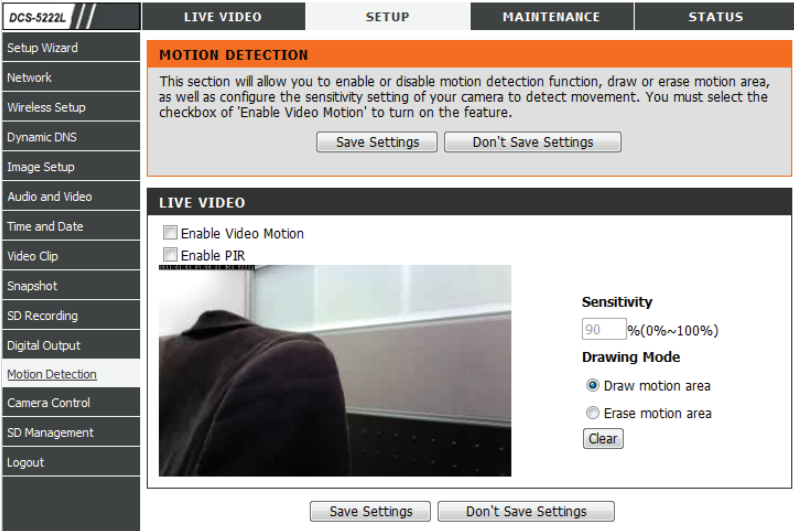 DCS-5222L
LIVE VIDEO
SETUP
MAINTENANCE
STATUS
Setup Wizard
Network
Wireless Setup
Dynamic DNS
Image Setup
Audio and Video
Time and Date
Video Clip
Snapshot
SD Recording
Digital Output
Motion Detection
Camera Control
SD Management
Logout
MOTION DETECTION
This section will allow you to enable or disable motion detection function, draw or erase motion area,
as well as configure the sensitivity setting of your camera to detect movement. You must select the
checkbox of 'Enable Video Motion' to turn on the feature.
Save Settings
Don't Save Settings
LIVE VIDEO
Enable Video Motion
Enable PIR
Sensitivity
90 %(0%~100%)
Drawing Mode
Draw motion area
Erase motion area
Clear
Save Settings
Don't Save Settings